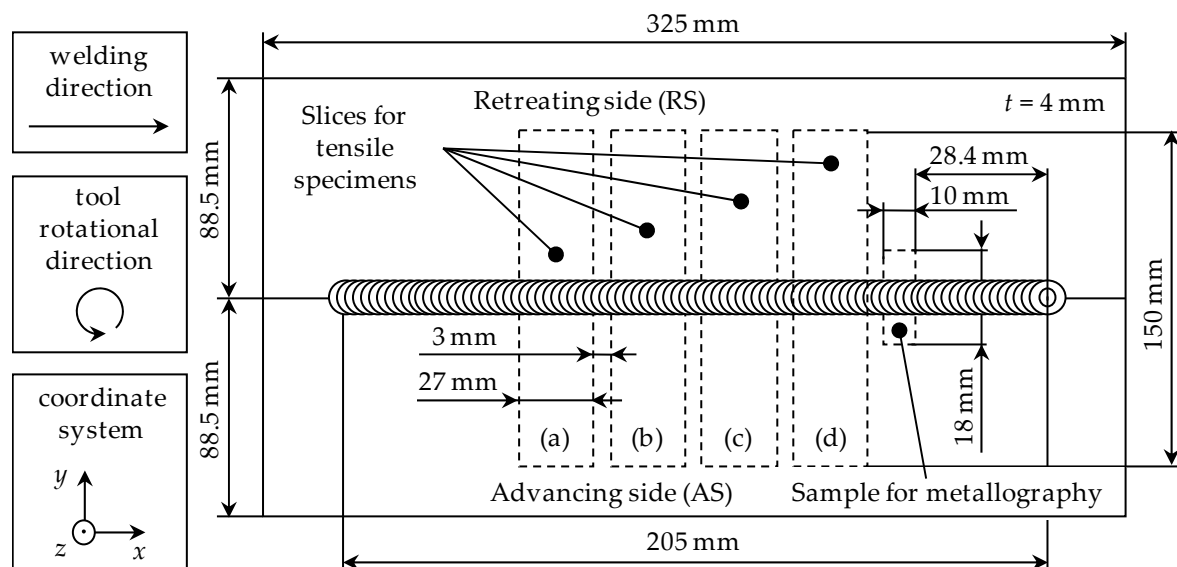 325 mm
welding
direction
Retreating side (RS)
t = 4 mm
Slices for
tensile
specimens
28.4 mm
10 mm
88.5 mm
tool
rotational
direction
150 mm
3 mm
27 mm
18 mm
88.5 mm
coordinate
system
(a)
(b)
(c)
(d)
y
z
x
Advancing side (AS)
Sample for metallography
205 mm